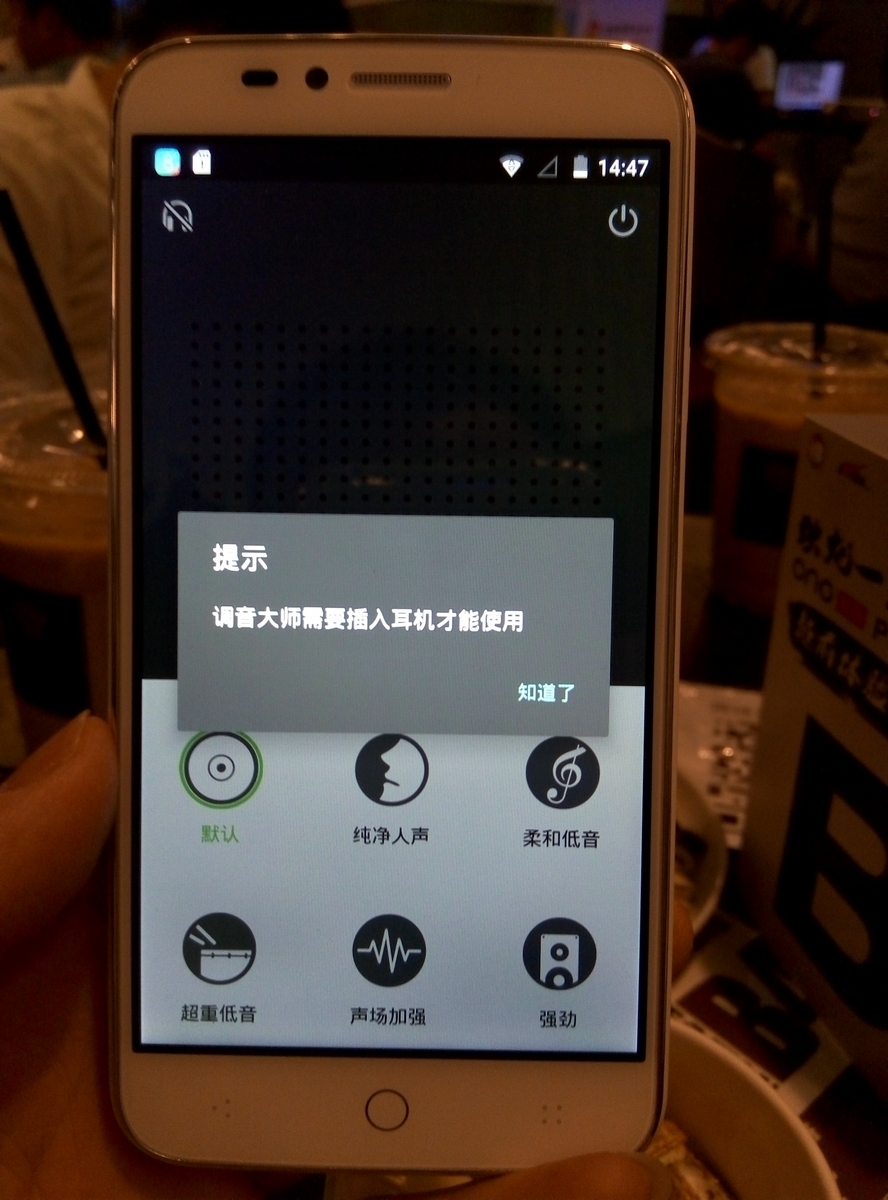 14:47
提示
调音大师需要插入耳机才能使用
知道了
默认
纯净人声
柔和低音
超重低音
声场加强
强劲